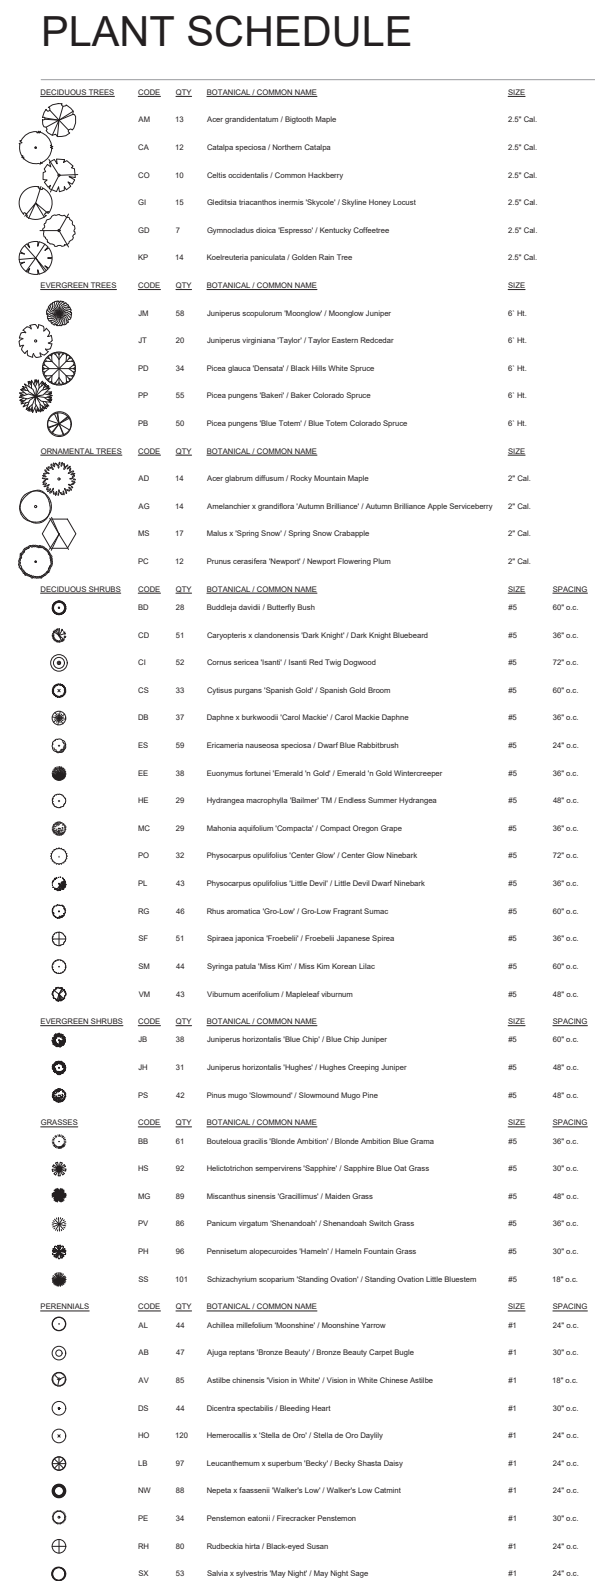 PLANT SCHEDULE
DECIDUOUS TREES CODE QTY BOTANICAL / COMMON NAME SIZE
AM 13 Acer grandidentatum / Bigtooth Maple 2.5" Cal.
CA 12 Catalpa speciosa / Northern Catalpa 2.5" Cal.
CO 10 Celtis occidentalis / Common Hackberry 2.5" Cal.
GI 15 Gleditsia triacanthos inermis 'Skycole' / Skyline Honey Locust 2.5" Cal.
GD 7 Gymnocladus dioica 'Espresso' / Kentucky Coffeetree 2.5" Cal.
KP 14 Koelreuteria paniculata / Golden Rain Tree 2.5" Cal.
EVERGREEN TREES CODE QTY BOTANICAL / COMMON NAME SIZE
JM 58 Juniperus scopulorum 'Moonglow' / Moonglow Juniper 6` Ht.
JT 20 Juniperus virginiana 'Taylor' / Taylor Eastern Redcedar 6` Ht.
PD 34 Picea glauca 'Densata' / Black Hills White Spruce 6` Ht.
PP 55 Picea pungens 'Bakeri' / Baker Colorado Spruce 6` Ht.
PB 50 Picea pungens 'Blue Totem' / Blue Totem Colorado Spruce 6` Ht.
ORNAMENTAL TREES CODE QTY BOTANICAL / COMMON NAME SIZE
AD 14 Acer glabrum diffusum / Rocky Mountain Maple 2" Cal.
AG 14 Amelanchier x grandiflora 'Autumn Brilliance' / Autumn Brilliance Apple Serviceberry 2" Cal.
MS 17 Malus x 'Spring Snow' / Spring Snow Crabapple 2" Cal.
PC 12 Prunus cerasifera 'Newport' / Newport Flowering Plum 2" Cal.
DECIDUOUS SHRUBS CODE QTY BOTANICAL / COMMON NAME SIZE SPACING
BD 28 Buddleja davidii / Butterfly Bush #5 60" o.c.
CD 51 Caryopteris x clandonensis 'Dark Knight' / Dark Knight Bluebeard #5 36" o.c.
CI 52 Cornus sericea 'Isanti' / Isanti Red Twig Dogwood #5 72" o.c.
CS 33 Cytisus purgans 'Spanish Gold' / Spanish Gold Broom #5 60" o.c.
DB 37 Daphne x burkwoodii 'Carol Mackie' / Carol Mackie Daphne #5 36" o.c.
ES 59 Ericameria nauseosa speciosa / Dwarf Blue Rabbitbrush #5 24" o.c.
EE 38 Euonymus fortunei 'Emerald 'n Gold' / Emerald 'n Gold Wintercreeper #5 36" o.c.
HE 29 Hydrangea macrophylla 'Bailmer' TM / Endless Summer Hydrangea #5 48" o.c.
MC 29 Mahonia aquifolium 'Compacta' / Compact Oregon Grape #5 36" o.c.
PO 32 Physocarpus opulifolius 'Center Glow' / Center Glow Ninebark #5 72" o.c.
PL 43 Physocarpus opulifolius 'Little Devil' / Little Devil Dwarf Ninebark #5 36" o.c.
RG 46 Rhus aromatica 'Gro-Low' / Gro-Low Fragrant Sumac #5 60" o.c.
SF 51 Spiraea japonica 'Froebelii' / Froebelii Japanese Spirea #5 36" o.c.
SM 44 Syringa patula 'Miss Kim' / Miss Kim Korean Lilac #5 60" o.c.
VM 43 Viburnum acerifolium / Mapleleaf viburnum #5 48" o.c.
EVERGREEN SHRUBS CODE QTY BOTANICAL / COMMON NAME SIZE SPACING
JB 38 Juniperus horizontalis 'Blue Chip' / Blue Chip Juniper #5 60" o.c.
JH 31 Juniperus horizontalis 'Hughes' / Hughes Creeping Juniper #5 48" o.c.
PS 42 Pinus mugo 'Slowmound' / Slowmound Mugo Pine #5 48" o.c.
GRASSES CODE QTY BOTANICAL / COMMON NAME SIZE SPACING
BB 61 Bouteloua gracilis 'Blonde Ambition' / Blonde Ambition Blue Grama #5 36" o.c.
HS 92 Helictotrichon sempervirens 'Sapphire' / Sapphire Blue Oat Grass #5 30" o.c.
MG 89 Miscanthus sinensis 'Gracillimus' / Maiden Grass #5 48" o.c.
PV 86 Panicum virgatum 'Shenandoah' / Shenandoah Switch Grass #5 36" o.c.
PH 96 Pennisetum alopecuroides 'Hameln' / Hameln Fountain Grass #5 30" o.c.
SS 101 Schizachyrium scoparium 'Standing Ovation' / Standing Ovation Little Bluestem #5 18" o.c.
PERENNIALS CODE QTY BOTANICAL / COMMON NAME SIZE SPACING
AL 44 Achillea millefolium 'Moonshine' / Moonshine Yarrow #1 24" o.c.
AB 47 Ajuga reptans 'Bronze Beauty' / Bronze Beauty Carpet Bugle #1 30" o.c.
AV 85 Astilbe chinensis 'Vision in White' / Vision in White Chinese Astilbe #1 18" o.c.
DS 44 Dicentra spectabilis / Bleeding Heart #1 30" o.c.
HO 120 Hemerocallis x 'Stella de Oro' / Stella de Oro Daylily #1 24" o.c.
LB 97 Leucanthemum x superbum 'Becky' / Becky Shasta Daisy #1 24" o.c.
NW 88 Nepeta x faassenii 'Walker's Low' / Walker's Low Catmint #1 24" o.c.
PE 34 Penstemon eatonii / Firecracker Penstemon #1 30" o.c.
RH 80 Rudbeckia hirta / Black-eyed Susan #1 24" o.c.
SX 53 Salvia x sylvestris 'May Night' / May Night Sage #1 24" o.c.